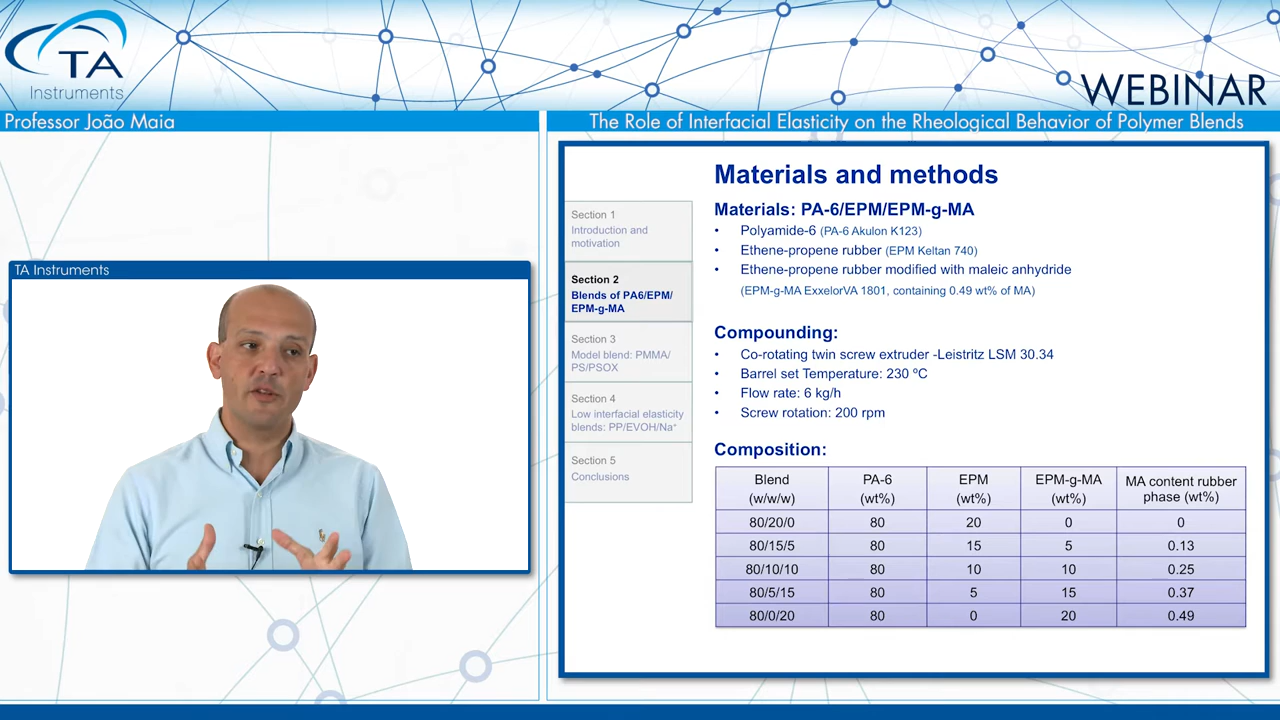 TA
Instruments
WEBINAR
Professor João Maia
The Role of Interfacial Elasticity on the Rheological Behavior of Polymer Blends
TA Instruments
Section 1
Introduction and
motivation
Section 2
Blends of PA6/EPM/
EPM-g-MA
Section 3
Model blend: PMMA/
PS/PSOX
Section 4
Low interfacial elasticity
blends: PP/EVOH/Na⁺
Section 5
Conclusions
Materials and methods
Materials: PA-6/EPM/EPM-g-MA
• Polyamide-6 (PA-6 Akulon K123)
• Ethene-propene rubber (EPM Keltan 740)
• Ethene-propene rubber modified with maleic anhydride
(EPM-g-MA ExxelorVA 1801, containing 0.49 wt% of MA)
Compounding:
• Co-rotating twin screw extruder -Leistritz LSM 30.34
• Barrel set Temperature: 230 ºC
• Flow rate: 6 kg/h
• Screw rotation: 200 rpm
Composition:
Blend (w/w/w) PA-6 (wt%) EPM (wt%) EPM-g-MA (wt%) MA content rubber phase (wt%)
80/20/0 80 20 0 0
80/15/5 80 15 5 0.13
80/10/10 80 10 10 0.25
80/5/15 80 5 15 0.37
80/0/20 80 0 20 0.49